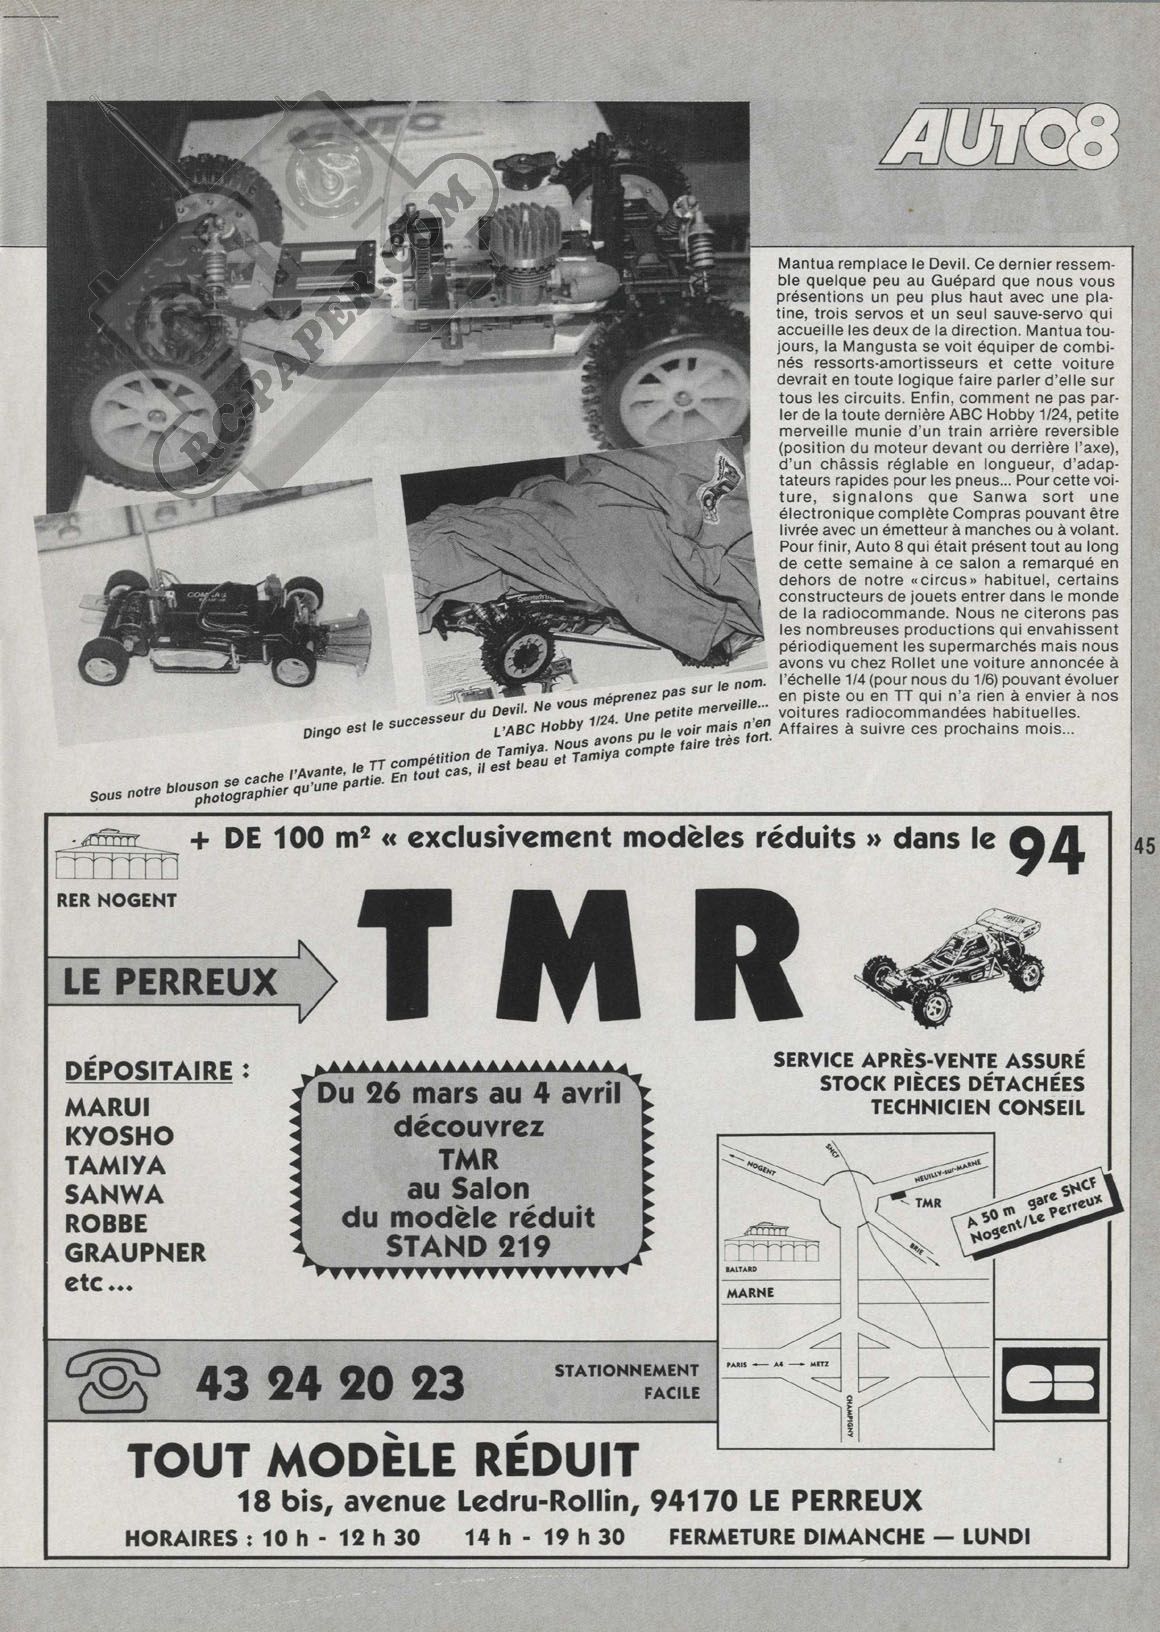 AUTO8
RC-PAPER.COM
Mantua remplace le Devil. Ce dernier ressem-
ble quelque peu au Guépard que nous vous
présentions un peu plus haut avec une pla-
tine, trois servos et un seul sauve-servo qui
accueille les deux de la direction. Mantua tou-
jours, la Mangusta se voit équiper de combi-
nés ressorts-amortisseurs et cette voiture
devrait en toute logique faire parler d'elle sur
tous les circuits. Enfin, comment ne pas par-
ler de la toute dernière ABC Hobby 1/24, petite
merveille munie d'un train arrière reversible
(position du moteur devant ou derrière l'axe),
d'un châssis réglable en longueur, d'adap-
tateurs rapides pour les pneus... Pour cette voi-
ture, signalons que Sanwa sort une
électronique complète Compras pouvant être
livrée avec un émetteur à manches ou à volant.
Pour finir, Auto 8 qui était présent tout au long
de cette semaine à ce salon a remarqué en
dehors de notre «circus» habituel, certains
constructeurs de jouets entrer dans le monde
de la radiocommande. Nous ne citerons pas
les nombreuses productions qui envahissent
périodiquement les supermarchés mais nous
avons vu chez Rollet une voiture annoncée à
l'échelle 1/4 (pour nous du 1/6) pouvant évoluer
en piste ou en TT qui n'a rien à envier à nos
voitures radiocommandées habituelles.
Affaires à suivre ces prochains mois...
Dingo est le successeur du Devil. Ne vous méprenez pas sur le nom.
L'ABC Hobby 1/24. Une petite merveille...
Sous notre blouson se cache l'Avante, le TT compétition de Tamiya. Nous avons pu le voir mais n'en
photographier qu'une partie. En tout cas, il est beau et Tamiya compte faire très fort.
45
+ DE 100 m² « exclusivement modèles réduits » dans le 94
RER NOGENT
LE PERREUX
TMR
DÉPOSITAIRE :
MARUI
KYOSHO
TAMIYA
SANWA
ROBBE
GRAUPNER
etc...
Du 26 mars au 4 avril
découvrez
TMR
au Salon
du modèle réduit
STAND 219
SERVICE APRÈS-VENTE ASSURÉ
STOCK PIÈCES DÉTACHÉES
TECHNICIEN CONSEIL
NOGENT
SNCF
NEUILLY-sur-MARNE
TMR
BRIE
BALTARD
MARNE
PARIS
A4
METZ
CHAMPIGNY
A 50 m gare SNCF
Nogent/Le Perreux
43 24 20 23
STATIONNEMENT
FACILE
CB
TOUT MODÈLE RÉDUIT
18 bis, avenue Ledru-Rollin, 94170 LE PERREUX
HORAIRES : 10 h - 12 h 30 14 h - 19 h 30 FERMETURE DIMANCHE — LUNDI